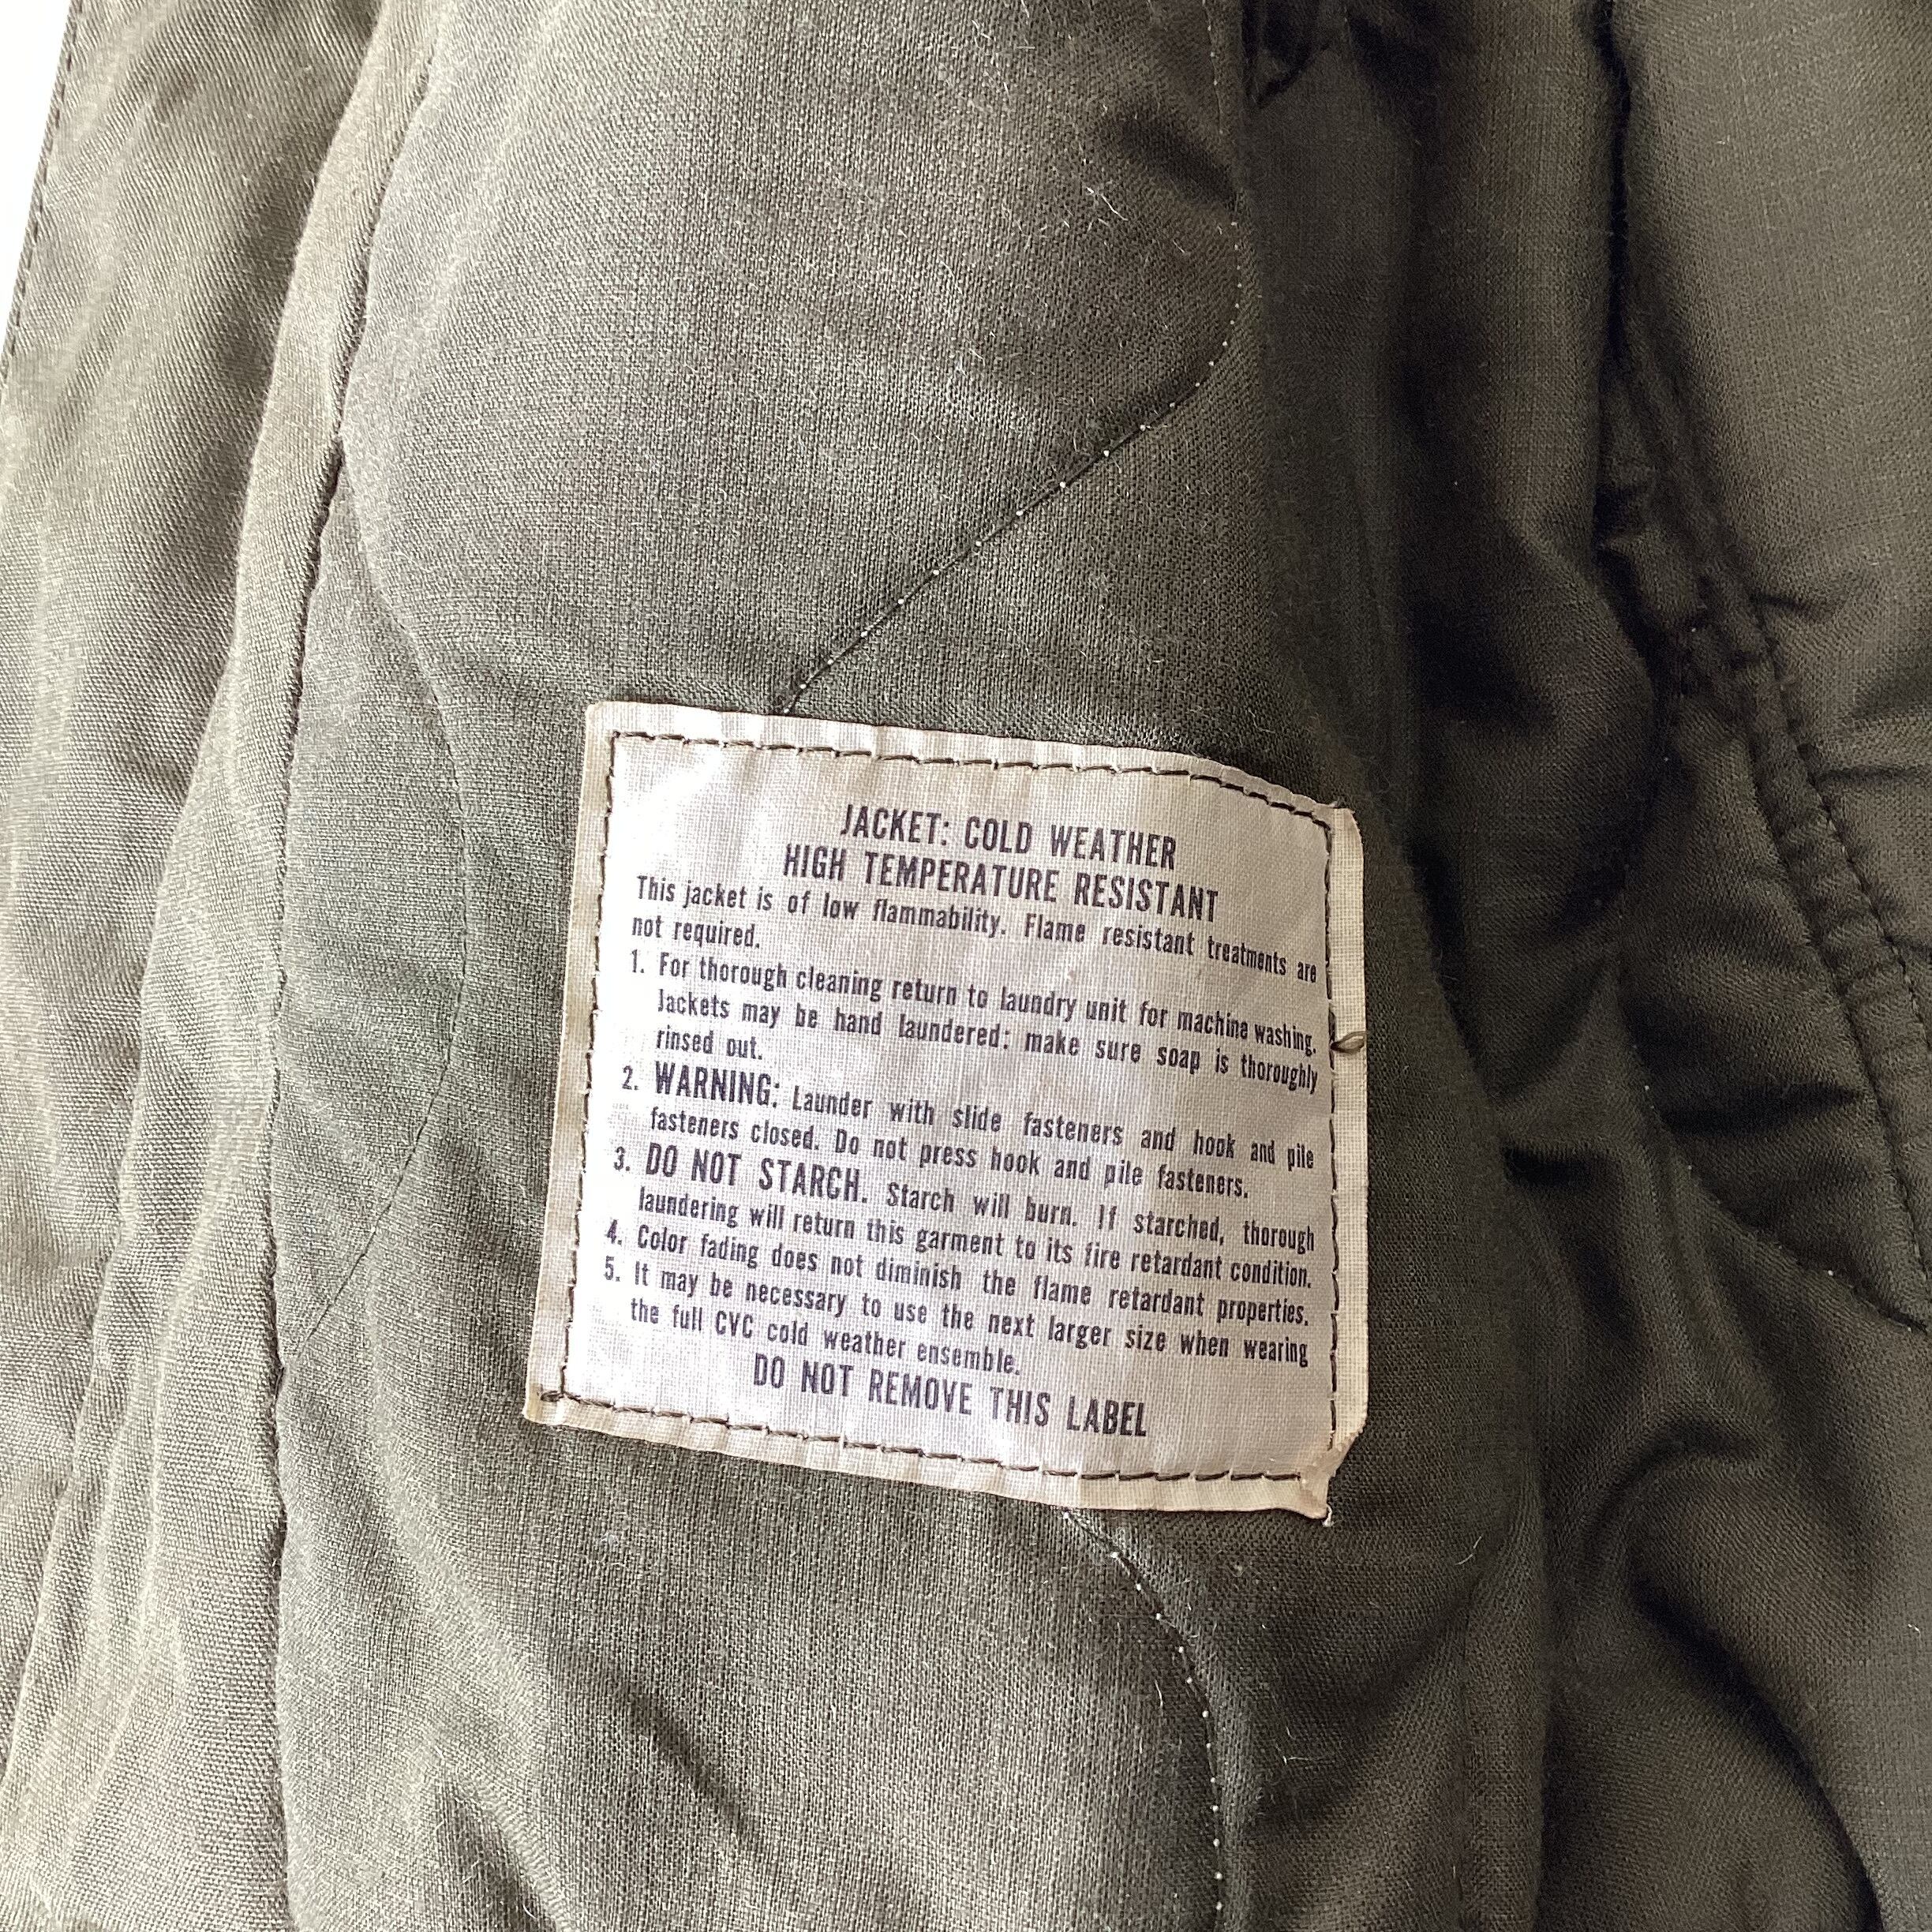 JACKET: COLD WEATHER
HIGH TEMPERATURE RESISTANT
This jacket is of low flammability. Flame resistant treatments are
not required.
1. For thorough cleaning return to laundry unit for machine washing.
Jackets may be hand laundered: make sure soap is thoroughly
rinsed out.
2. WARNING: Launder with slide fasteners and hook and pile
fasteners closed. Do not press hook and pile fasteners.
3. DO NOT STARCH. Starch will burn. If starched, thorough
laundering will return this garment to its fire retardant condition.
4. Color fading does not diminish the flame retardant properties.
5. It may be necessary to use the next larger size when wearing
the full CVC cold weather ensemble.
DO NOT REMOVE THIS LABEL